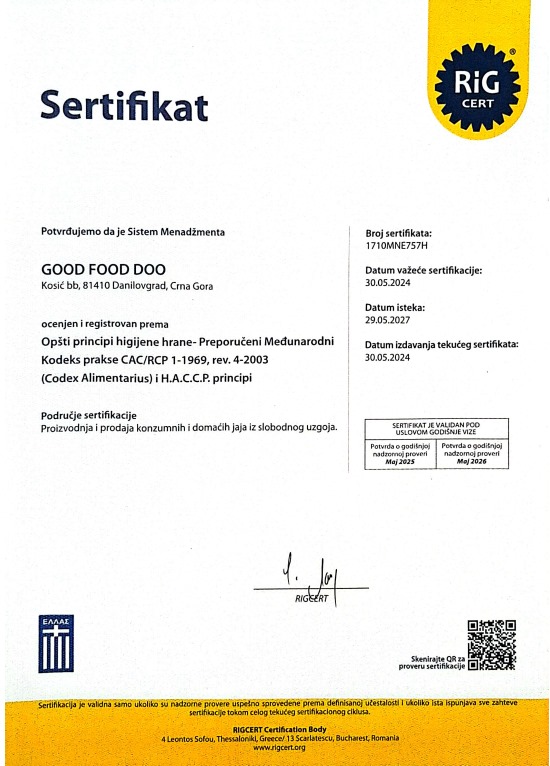 RiG
CERT
®
Sertifikat
Potvrđujemo da je Sistem Menadžmenta
GOOD FOOD DOO
Kosić bb, 81410 Danilovgrad, Crna Gora
ocenjen i registrovan prema
Opšti principi higijene hrane- Preporučeni Međunarodni
Kodeks prakse CAC/RCP 1-1969, rev. 4-2003
(Codex Alimentarius) i H.A.C.C.P. principi
Područje sertifikacije
Proizvodnja i prodaja konzumnih i domaćih jaja iz slobodnog uzgoja.
Broj sertifikata:
1710MNE757H
Datum važeće sertifikacije:
30.05.2024
Datum isteka:
29.05.2027
Datum izdavanja tekućeg sertifikata:
30.05.2024
SERTIFIKAT JE VALIDAN POD
USLOVOM GODIŠNJE VIZE
Potvrda o godišnjoj
nadzornoj proveri
Maj 2025
Potvrda o godišnjoj
nadzornoj proveri
Maj 2026
RIGCERT
ΕΛΛΑΣ
Skenirajte QR za
proveru sertifikacije
Sertifikacija je validna samo ukoliko su nadzorne provere uspešno sprovedene prema definisanoj učestalosti i ukoliko ista ispunjava sve zahteve
sertifikacije tokom celog tekućeg sertifikacionog ciklusa.
RIGCERT Certification Body
4 Leontos Sofou, Thessaloniki, Greece/ 13 Scarlatescu, Bucharest, Romania
www.rigcert.org